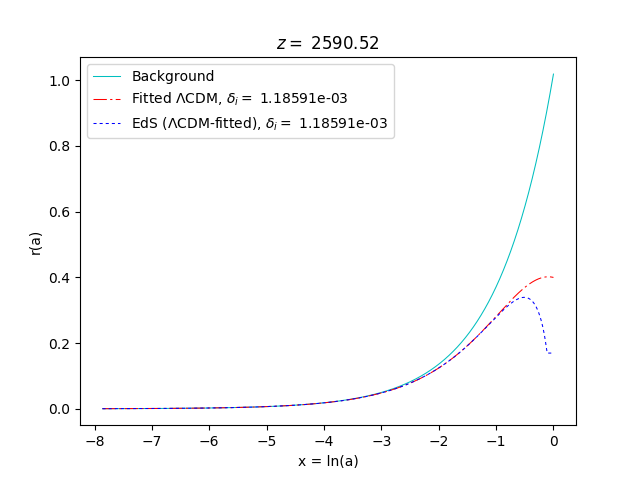 z = 2590.52
Background
Fitted ΛCDM, δᵢ = 1.18591e-03
EdS (ΛCDM-fitted), δᵢ = 1.18591e-03
r(a)
1.0
0.8
0.6
0.4
0.2
0.0
−8 −7 −6 −5 −4 −3 −2 −1 0
x = ln(a)